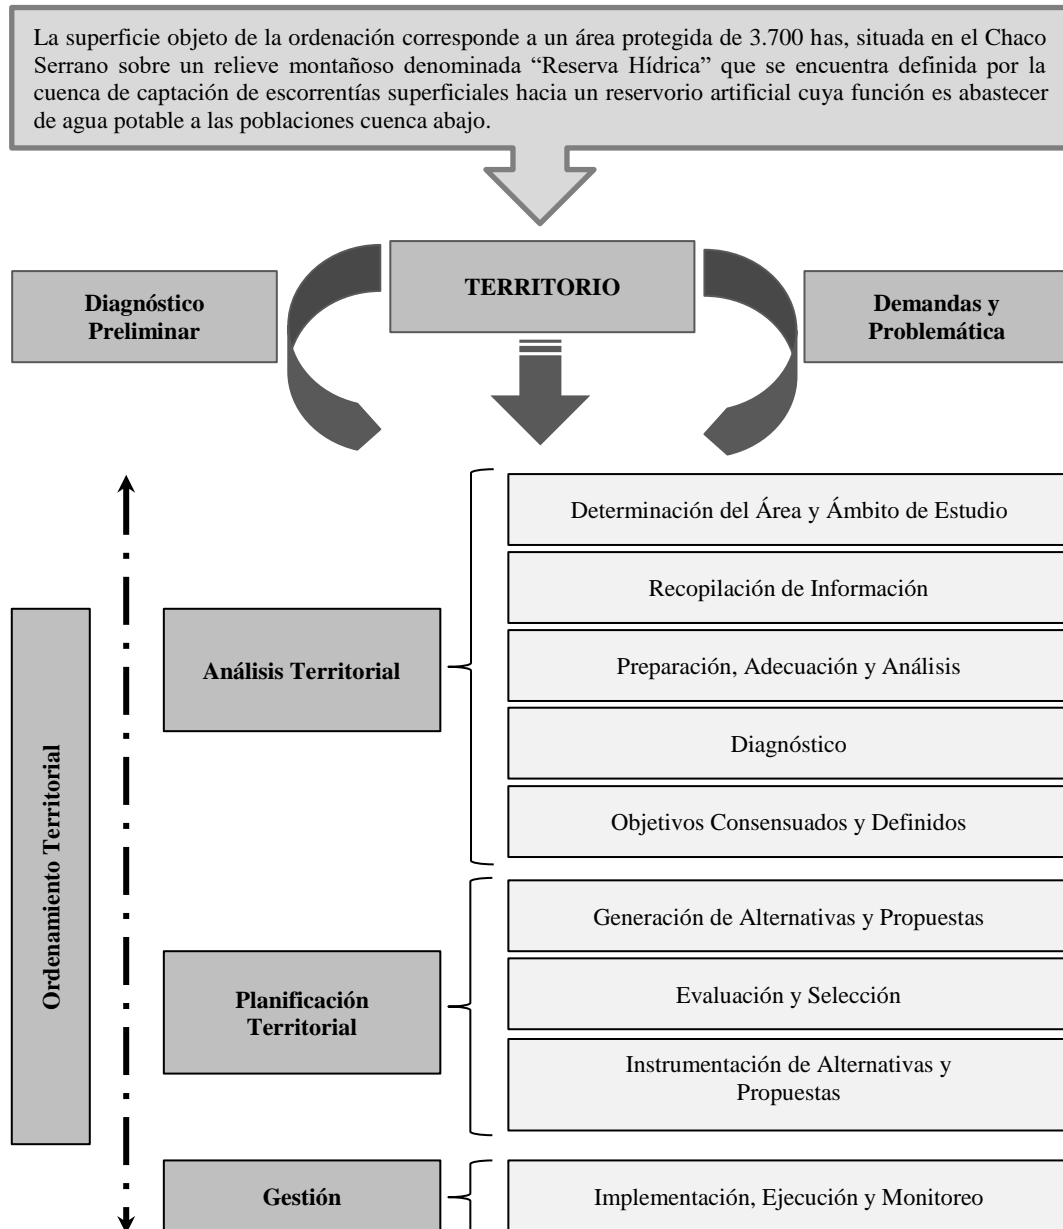 La superficie objeto de la ordenación corresponde a un área protegida de 3.700 has, situada en el Chaco
Serrano sobre un relieve montañoso denominada “Reserva Hídrica” que se encuentra definida por la
cuenca de captación de escorrentías superficiales hacia un reservorio artificial cuya función es abastecer
de agua potable a las poblaciones cuenca abajo.
TERRITORIO
Diagnóstico
Preliminar
Demandas y
Problemática
Ordenamiento Territorial
Análisis Territorial
Determinación del Área y Ámbito de Estudio
Recopilación de Información
Preparación, Adecuación y Análisis
Diagnóstico
Objetivos Consensuados y Definidos
Planificación
Territorial
Generación de Alternativas y Propuestas
Evaluación y Selección
Instrumentación de Alternativas y
Propuestas
Gestión
Implementación, Ejecución y Monitoreo